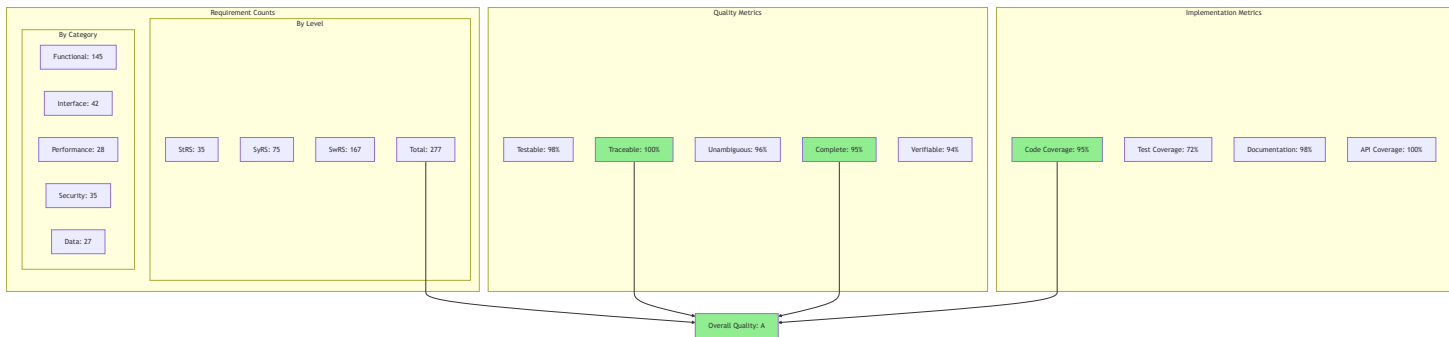 Requirement Counts
By Category
Functional: 145
Interface: 42
Performance: 28
Security: 35
Data: 27
By Level
StRS: 35
SyRS: 75
SwRS: 167
Total: 277
Quality Metrics
Testable: 98%
Traceable: 100%
Unambiguous: 96%
Complete: 95%
Verifiable: 94%
Implementation Metrics
Code Coverage: 95%
Test Coverage: 72%
Documentation: 98%
API Coverage: 100%
Overall Quality: A